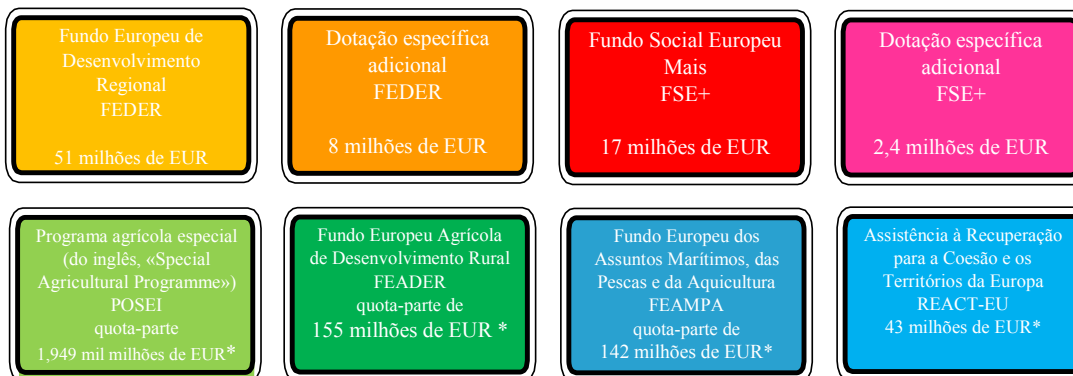 Fundo Europeu de
Desenvolvimento
Regional
FEDER
51 milhões de EUR
Dotação específica
adicional
FEDER
8 milhões de EUR
Fundo Social Europeu
Mais
FSE+
17 milhões de EUR
Dotação específica
adicional
FSE+
2,4 milhões de EUR
Programa agrícola especial
(do inglês, «Special
Agricultural Programme»)
POSEI
quota-parte
1,949 mil milhões de EUR*
Fundo Europeu Agrícola
de Desenvolvimento Rural
FEADER
quota-parte de
155 milhões de EUR *
Fundo Europeu dos
Assuntos Marítimos, das
Pescas e da Aquicultura
FEAMPA
quota-parte de
142 milhões de EUR*
Assistência à Recuperação
para a Coesão e os
Territórios da Europa
REACT-EU
43 milhões de EUR*